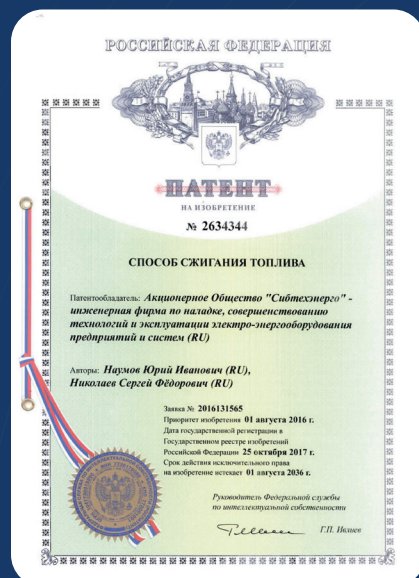 РОССИЙСКАЯ ФЕДЕРАЦИЯ
ПАТЕНТ
НА ИЗОБРЕТЕНИЕ
№ 2634344
СПОСОБ СЖИГАНИЯ ТОПЛИВА
Патентообладатель: Акционерное Общество "Сибтехэнерго" -
инженерная фирма по наладке, совершенствованию
технологий и эксплуатации электро-энергооборудования
предприятий и систем (RU)
Авторы: Наумов Юрий Иванович (RU),
Николаев Сергей Фёдорович (RU)
Заявка № 2016131565
Приоритет изобретения 01 августа 2016 г.
Дата государственной регистрации в
Государственном реестре изобретений
Российской Федерации 25 октября 2017 г.
Срок действия исключительного права
на изобретение истекает 01 августа 2036 г.
Руководитель Федеральной службы
по интеллектуальной собственности
Г.П. Ивлиев